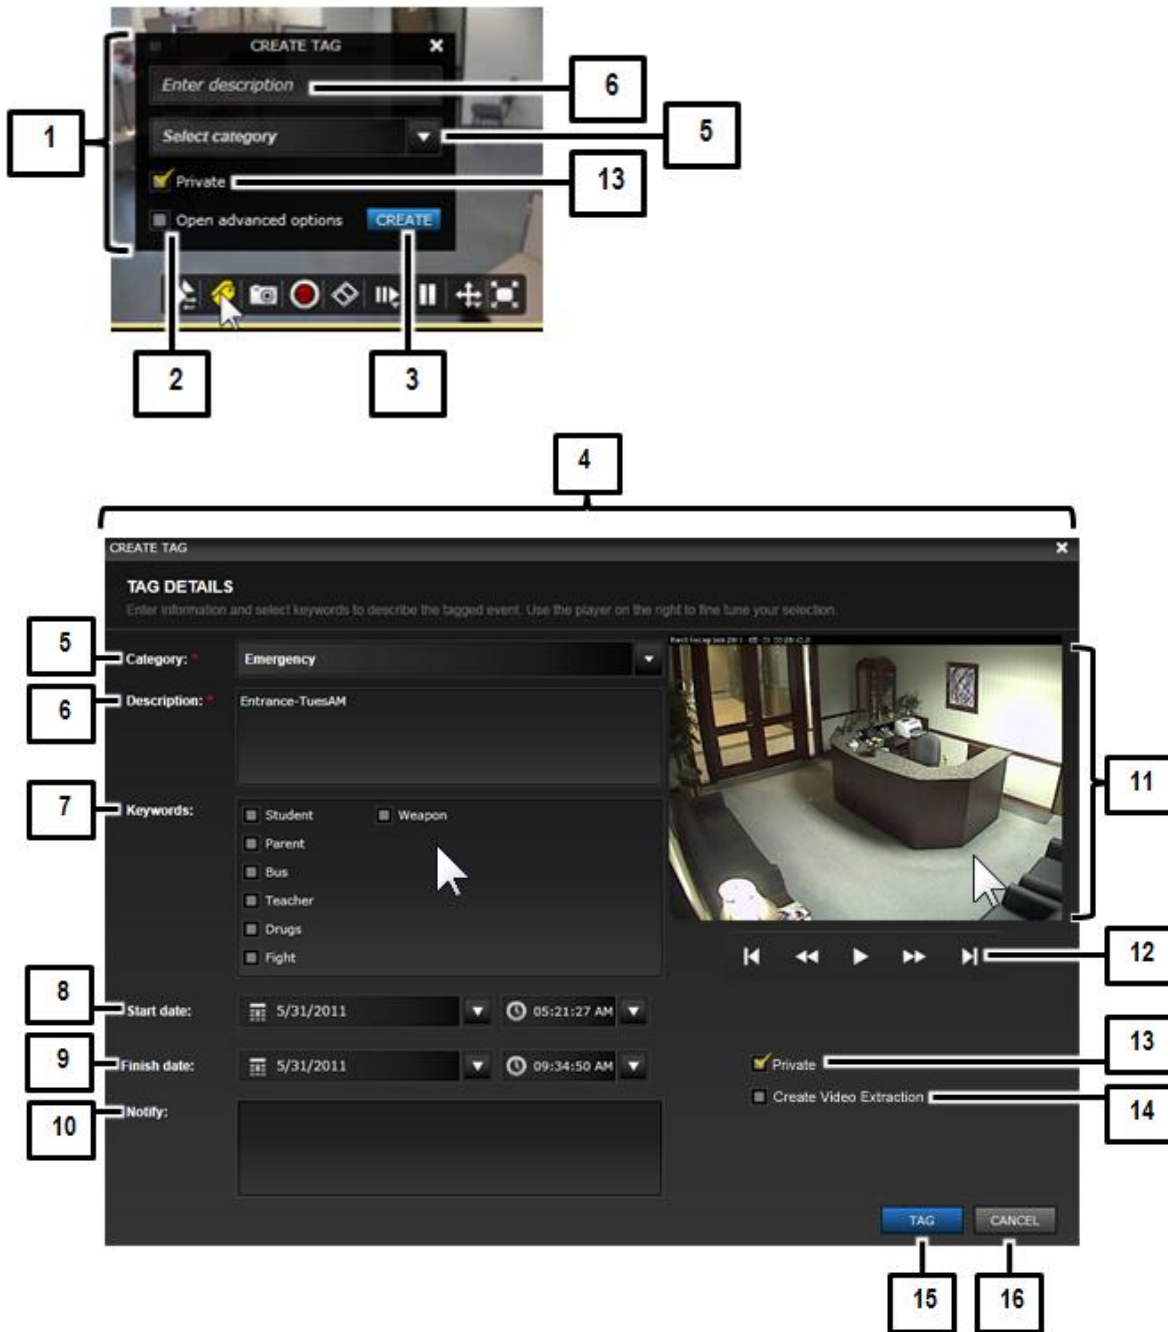 CREATE TAG
Enter description
6
Select category
5
1
Private
13
Open advanced options CREATE
2
3
4
CREATE TAG
TAG DETAILS
Enter information and select keywords to describe the tagged event. Use the player on the right to fine tune your selection.
5
Category: * Emergency
6
Description: * Entrance-TuesAM
11
7
Keywords:
Student Weapon
Parent
Bus
Teacher
Drugs
Fight
12
8
Start date: 5/31/2011 05:21:27 AM
13
9
Finish date: 5/31/2011 09:34:50 AM
Private
Create Video Extraction
14
10
Notify:
TAG CANCEL
15
16